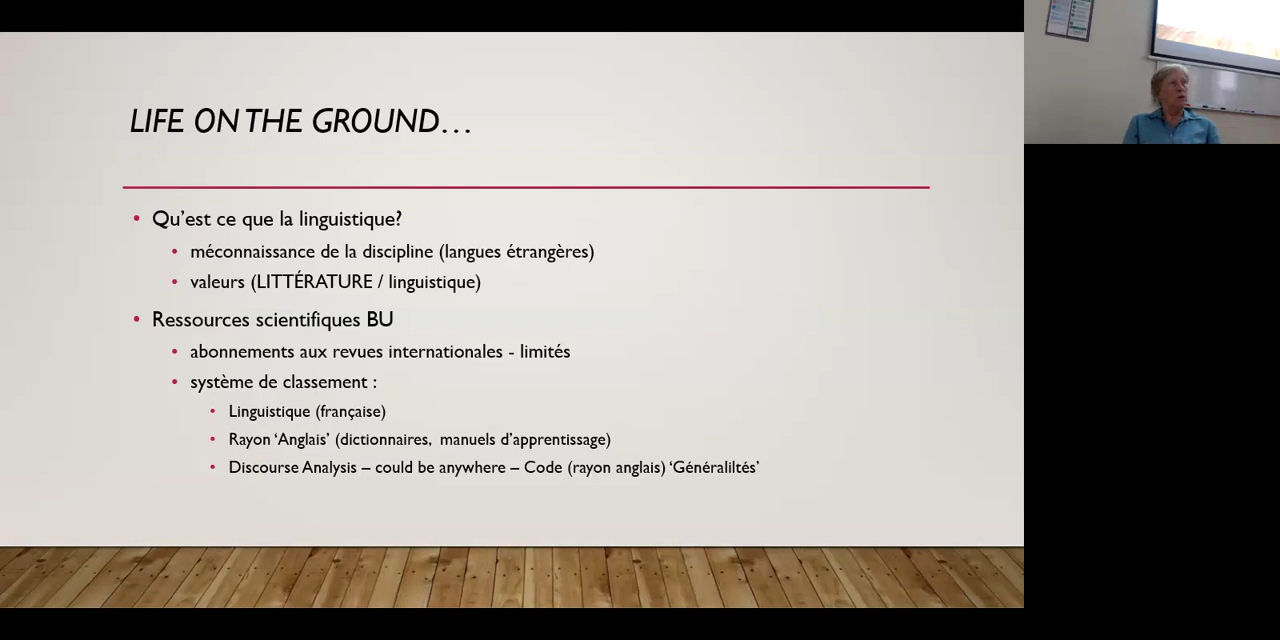 LIFE ON THE GROUND…
Qu’est ce que la linguistique?
méconnaissance de la discipline (langues étrangères)
valeurs (LITTÉRATURE / linguistique)
Ressources scientifiques BU
abonnements aux revues internationales - limités
système de classement :
Linguistique (française)
Rayon ‘Anglais’ (dictionnaires, manuels d’apprentissage)
Discourse Analysis – could be anywhere – Code (rayon anglais) ‘Généraliltés’